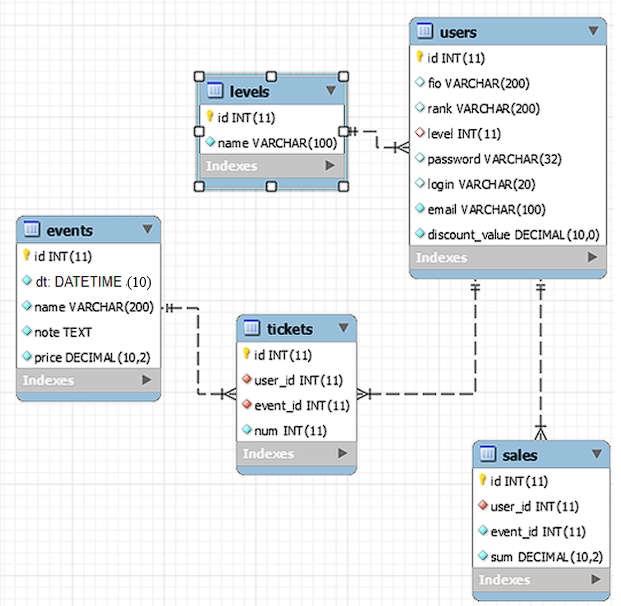 users
id INT(11)
fio VARCHAR(200)
rank VARCHAR(200)
level INT(11)
password VARCHAR(32)
login VARCHAR(20)
email VARCHAR(100)
discount_value DECIMAL(10,0)
Indexes
levels
id INT(11)
name VARCHAR(100)
Indexes
events
id INT(11)
dt: DATETIME .(10)
name VARCHAR(200)
note TEXT
price DECIMAL(10,2)
Indexes
tickets
id INT(11)
user_id INT(11)
event_id INT(11)
num INT(11)
Indexes
sales
id INT(11)
user_id INT(11)
event_id INT(11)
sum DECIMAL(10,2)
Indexes